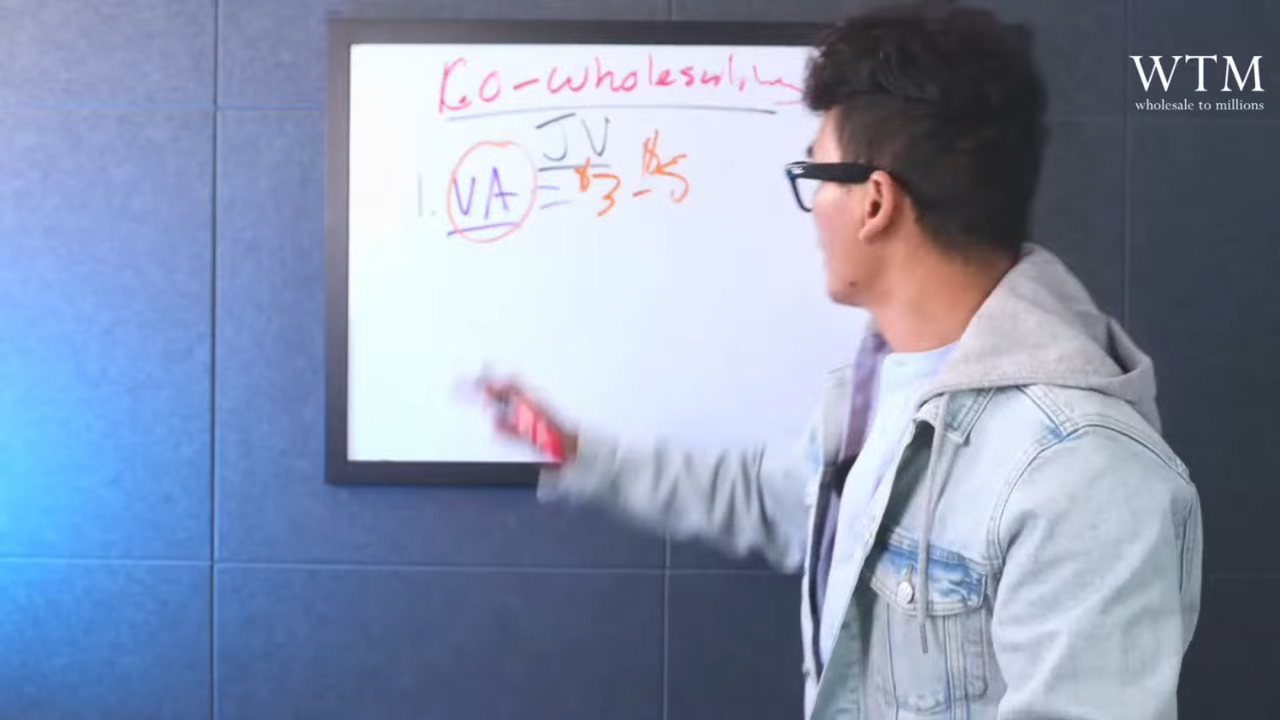 Co-wholesaling
JV
1. VA = $3 - $5
WTM
wholesale to millions